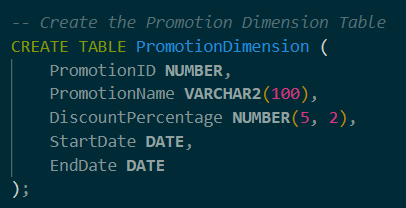 -- Create the Promotion Dimension Table
CREATE TABLE PromotionDimension (
    PromotionID NUMBER,
    PromotionName VARCHAR2(100),
    DiscountPercentage NUMBER(5, 2),
    StartDate DATE,
    EndDate DATE
);